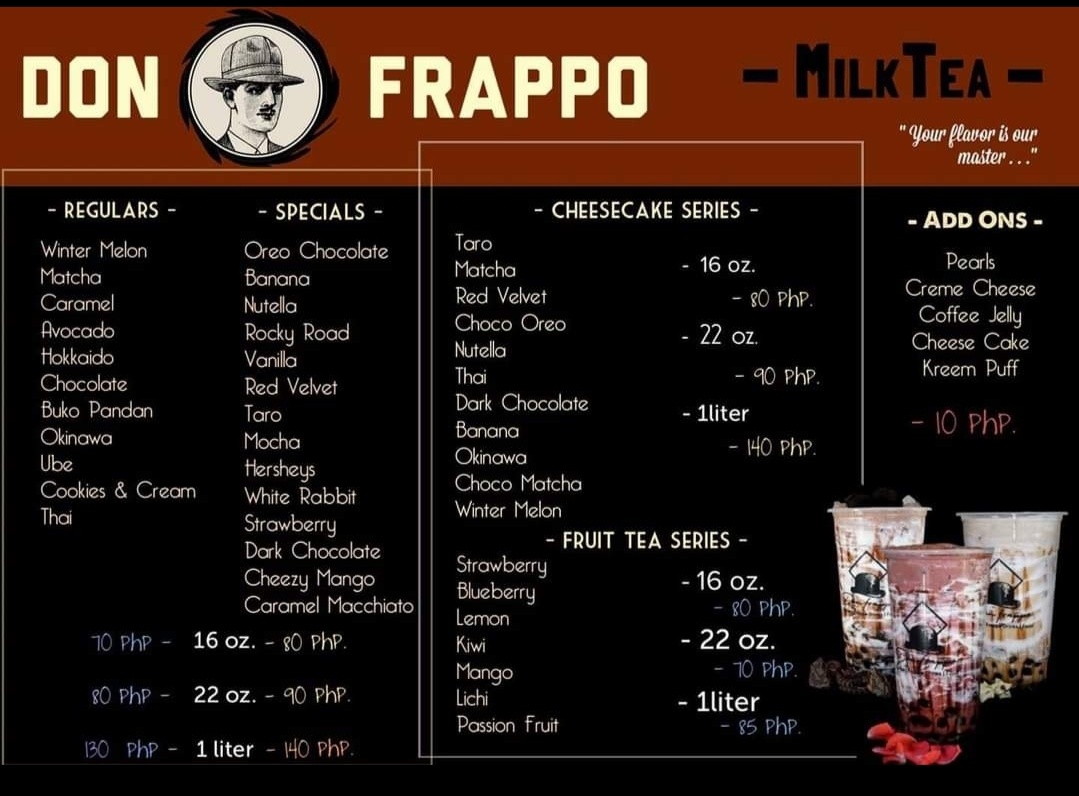 DON FRAPPO
- MILKTEA -
"Your flavor is our
master..."
- REGULARS -
Winter Melon
Matcha
Caramel
Avocado
Hokkaido
Chocolate
Buko Pandan
Okinawa
Ube
Cookies & Cream
Thai
- SPECIALS -
Oreo Chocolate
Banana
Nutella
Rocky Road
Vanilla
Red Velvet
Taro
Mocha
Hersheys
White Rabbit
Strawberry
Dark Chocolate
Cheezy Mango
Caramel Macchiato
70 PhP - 16 oz. - 80 PhP.
80 PhP - 22 oz. - 90 PhP.
130 PhP - 1 liter - 140 PhP.
- CHEESECAKE SERIES -
Taro
Matcha
Red Velvet
Choco Oreo
Nutella
Thai
Dark Chocolate
Banana
Okinawa
Choco Matcha
Winter Melon
- 16 oz.
- 80 PhP.
- 22 oz.
- 90 PhP.
- 1liter
- 140 PhP.
- FRUIT TEA SERIES -
Strawberry
Blueberry
Lemon
Kiwi
Mango
Lichi
Passion Fruit
- 16 oz.
- 80 PhP.
- 22 oz.
- 70 PhP.
- 1liter
- 85 PhP.
- ADD ONS -
Pearls
Creme Cheese
Coffee Jelly
Cheese Cake
Kreem Puff
- 10 PhP.